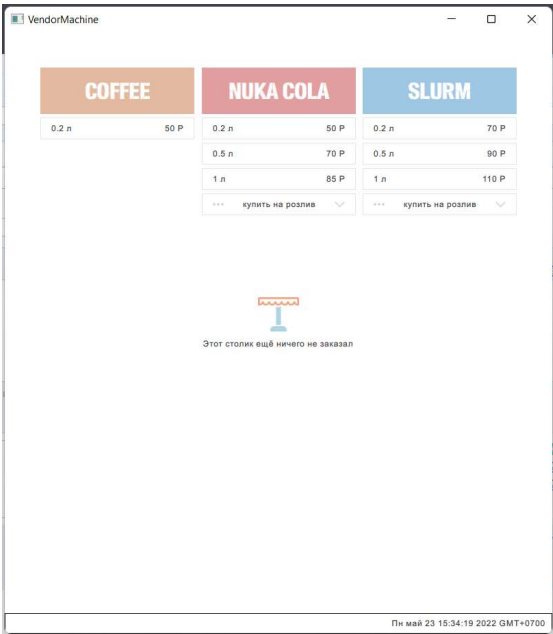 VendorMachine
COFFEE
0.2 л 50 Р
NUKA COLA
0.2 л 50 Р
0.5 л 70 Р
1 л 85 Р
купить на розлив
SLURM
0.2 л 70 Р
0.5 л 90 Р
1 л 110 Р
купить на розлив
Этот столик ещё ничего не заказал
Пн май 23 15:34:19 2022 GMT+0700